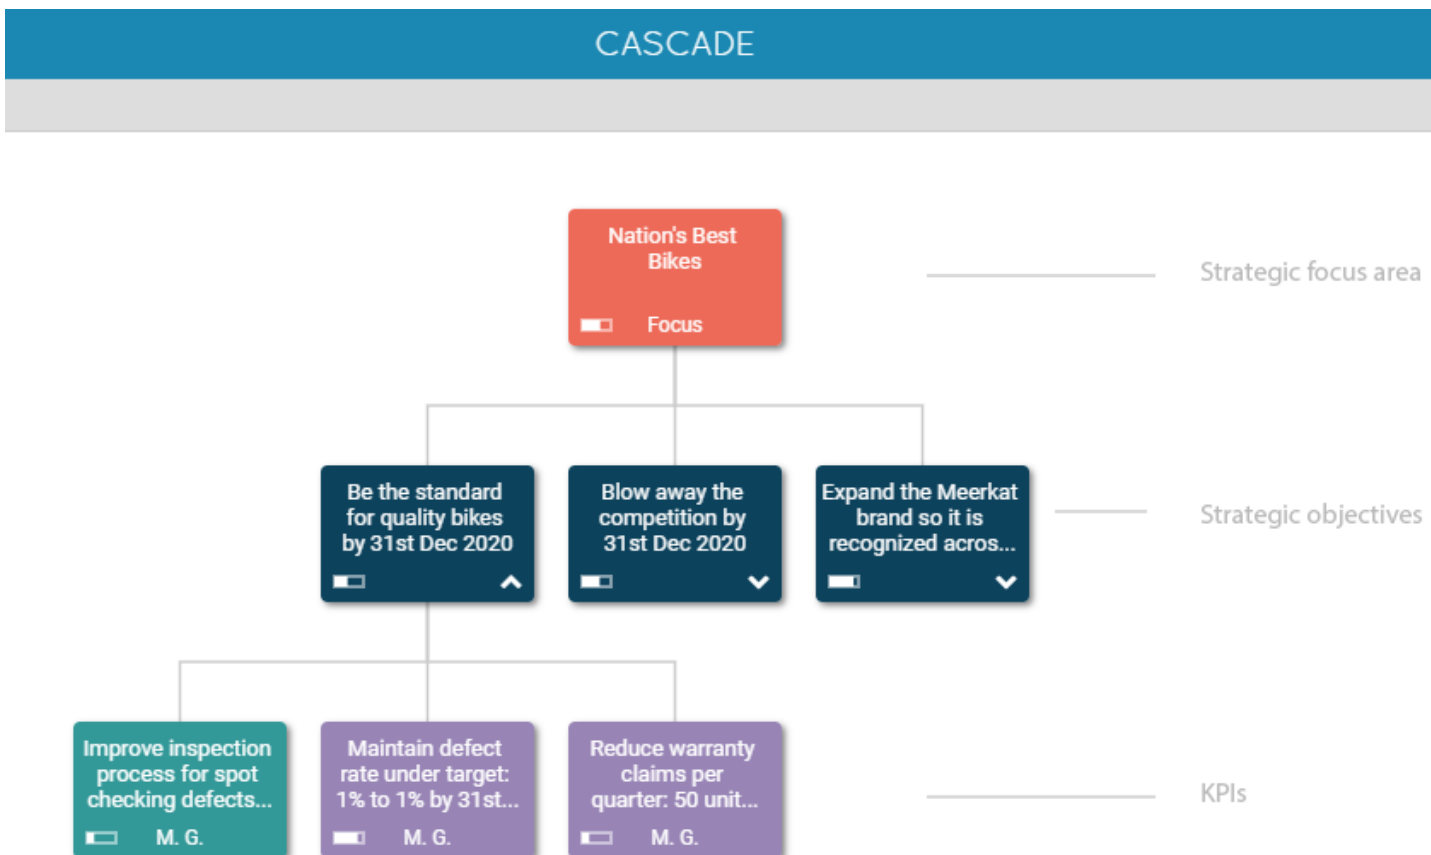 CASCADE
Nation's Best
Bikes
Focus
Strategic focus area
Be the standard
for quality bikes
by 31st Dec 2020
Blow away the
competition by
31st Dec 2020
Expand the Meerkat
brand so it is
recognized acros...
Strategic objectives
Improve inspection
process for spot
checking defects...
M. G.
Maintain defect
rate under target:
1% to 1% by 31st...
M. G.
Reduce warranty
claims per
quarter: 50 unit...
M. G.
KPIs